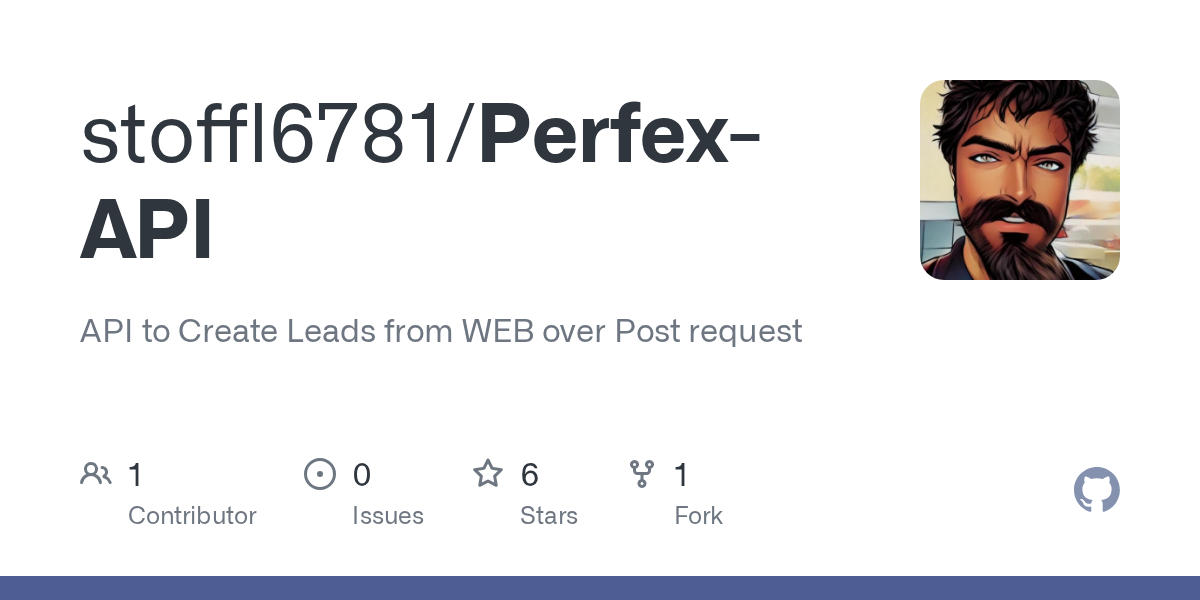 stoffl6781/Perfex-
API
API to Create Leads from WEB over Post request
1 0 6 1
Contributor Issues Stars Fork